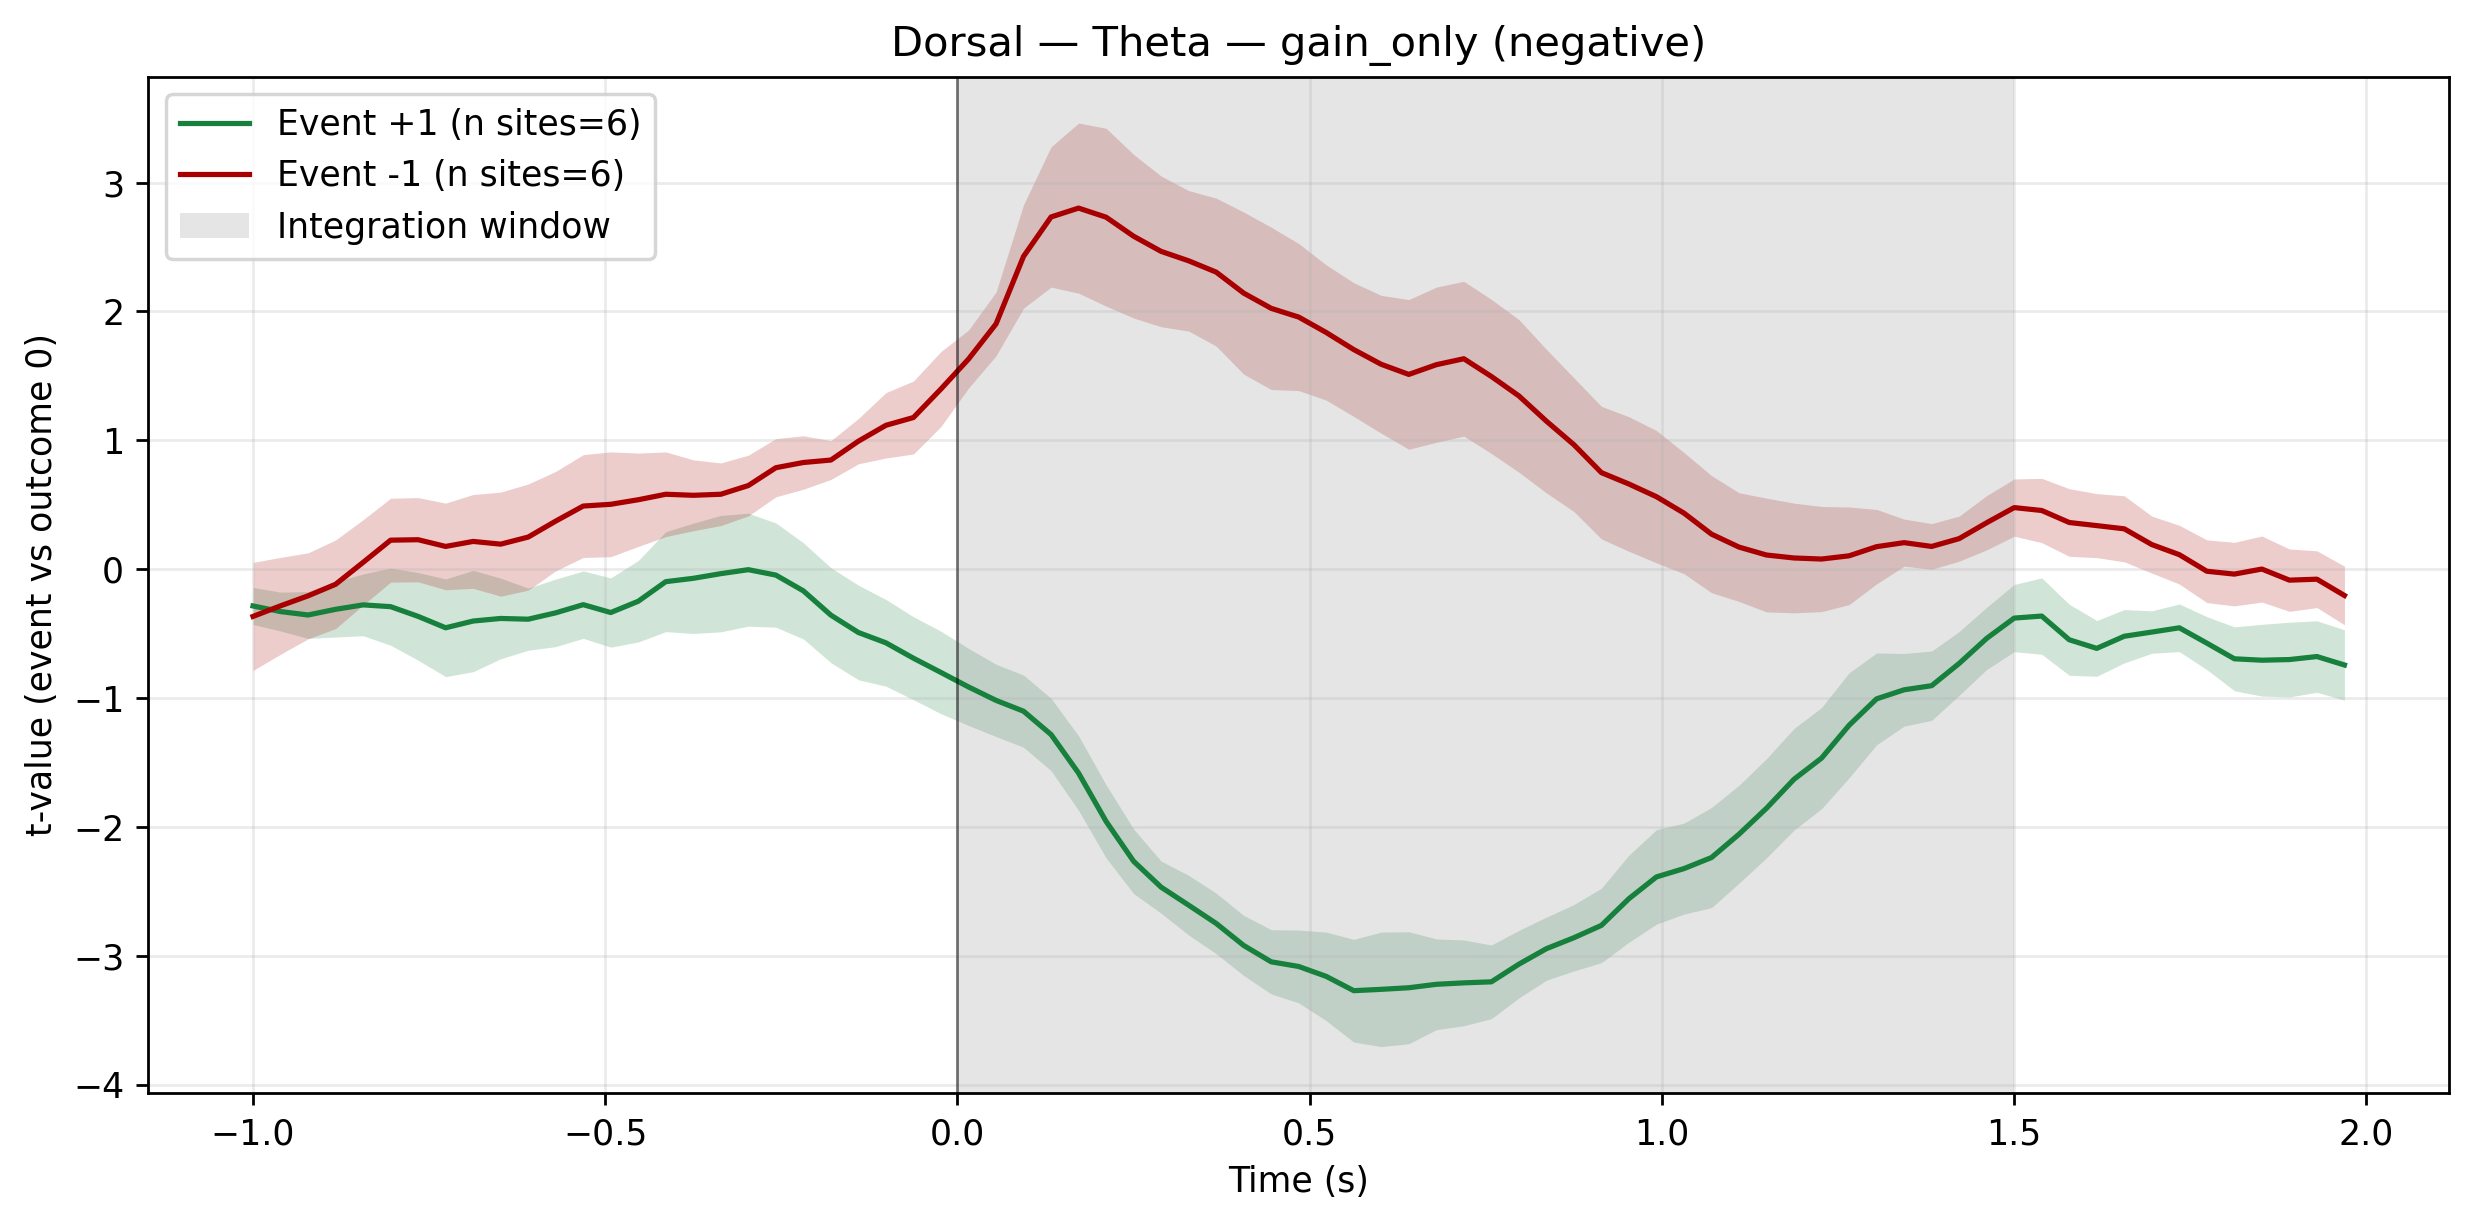 Dorsal — Theta — gain_only (negative)
Event +1 (n sites=6)
Event -1 (n sites=6)
Integration window
t-value (event vs outcome 0)
3
2
1
0
−1
−2
−3
−4
−1.0
−0.5
0.0
0.5
1.0
1.5
2.0
Time (s)